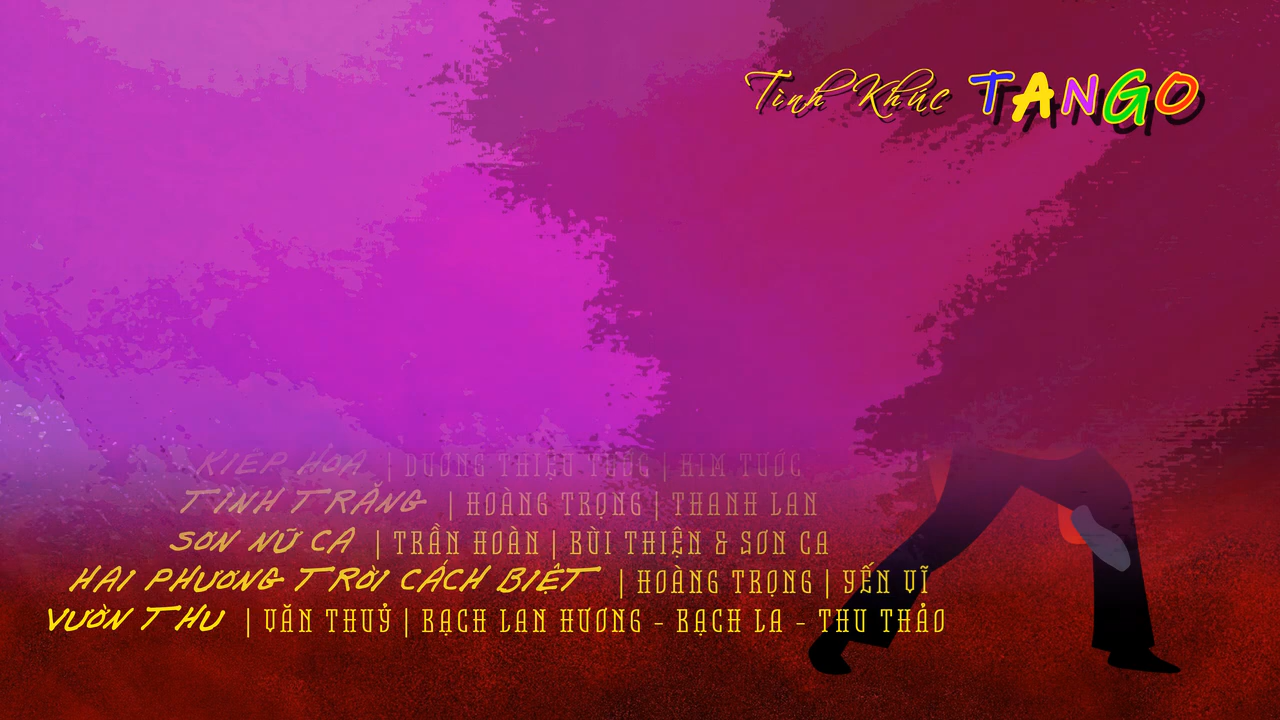 Tình Khúc TANGO
KIẾP HOA | DƯƠNG THIỆU TƯỚC | KIM TƯỚC
TÌNH TRĂNG | HOÀNG TRỌNG | THANH LAN
SƠN NỮ CA | TRẦN HOÀN | BÙI THIỆN & SƠN CA
HAI PHƯƠNG TRỜI CÁCH BIỆT | HOÀNG TRỌNG | YẾN VĨ
VƯỜN THU | VĂN THUỶ | BẠCH LAN HƯƠNG - BẠCH LA - THU THẢO